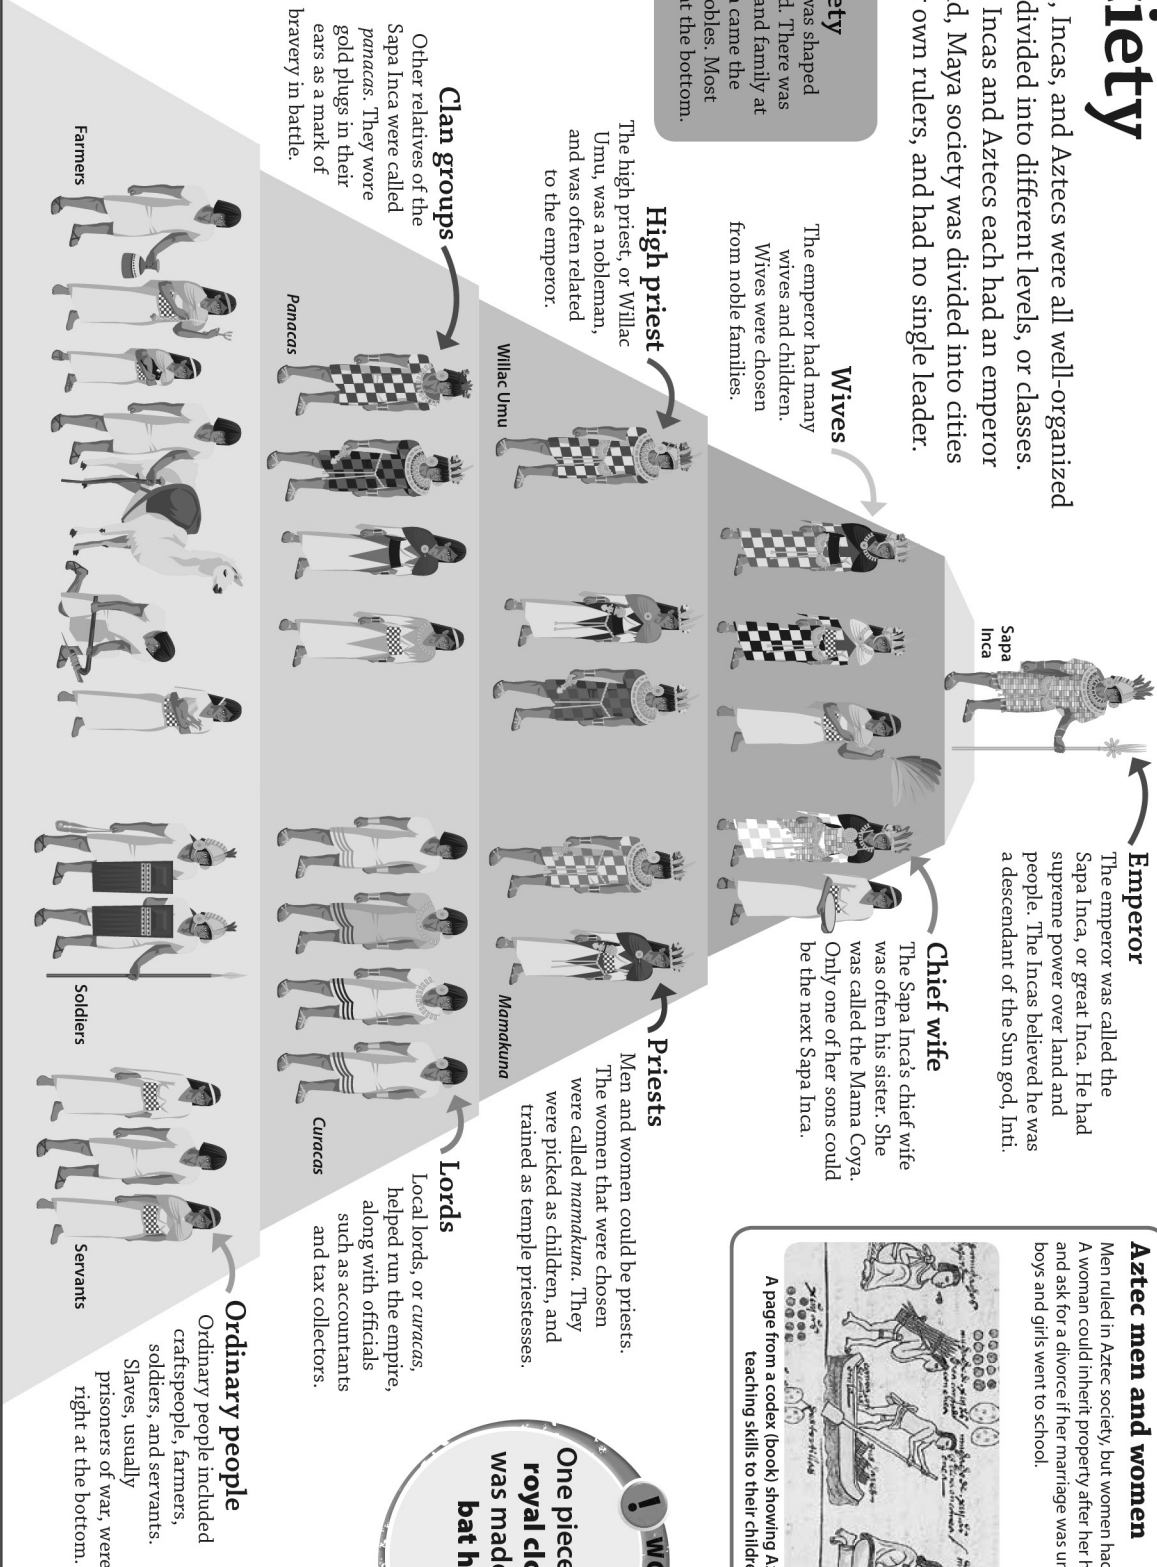 iety
, Incas, and Aztecs were all well-organized
divided into different levels, or classes.
Incas and Aztecs each had an emperor
d, Maya society was divided into cities
own rulers, and had no single leader.
ety
was shaped
d. There was
and family at
came the
obles. Most
at the bottom.
Emperor
The emperor was called the
Sapa Inca, or great Inca. He had
supreme power over land and
people. The Incas believed he was
a descendant of the Sun god, Inti.
Sapa
Inca
Wives
The emperor had many
wives and children.
Wives were chosen
from noble families.
Chief wife
The Sapa Inca's chief wife
was often his sister. She
was called the Mama Coya.
Only one of her sons could
be the next Sapa Inca.
High priest
The high priest, or Willac
Umu, was a nobleman,
and was often related
to the emperor.
Willac Umu
Priests
Men and women could be priests.
The women that were chosen
were called mamakuna. They
were picked as children, and
trained as temple priestesses.
Mamakuna
Clan groups
Other relatives of the
Sapa Inca were called
panacas. They wore
gold plugs in their
ears as a mark of
bravery in battle.
Panacas
Lords
Local lords, or curacas,
helped run the empire,
along with officials
such as accountants
and tax collectors.
Curacas
Ordinary people
Ordinary people included
craftspeople, farmers,
soldiers, and servants.
Slaves, usually
prisoners of war, were
right at the bottom.
Farmers
Soldiers
Servants
Aztec men and women
Men ruled in Aztec society, but women had
A woman could inherit property after her h
and ask for a divorce if her marriage was u
boys and girls went to school.
A page from a codex (book) showing A
teaching skills to their childre
!
One piece
royal clo
was made
bat h